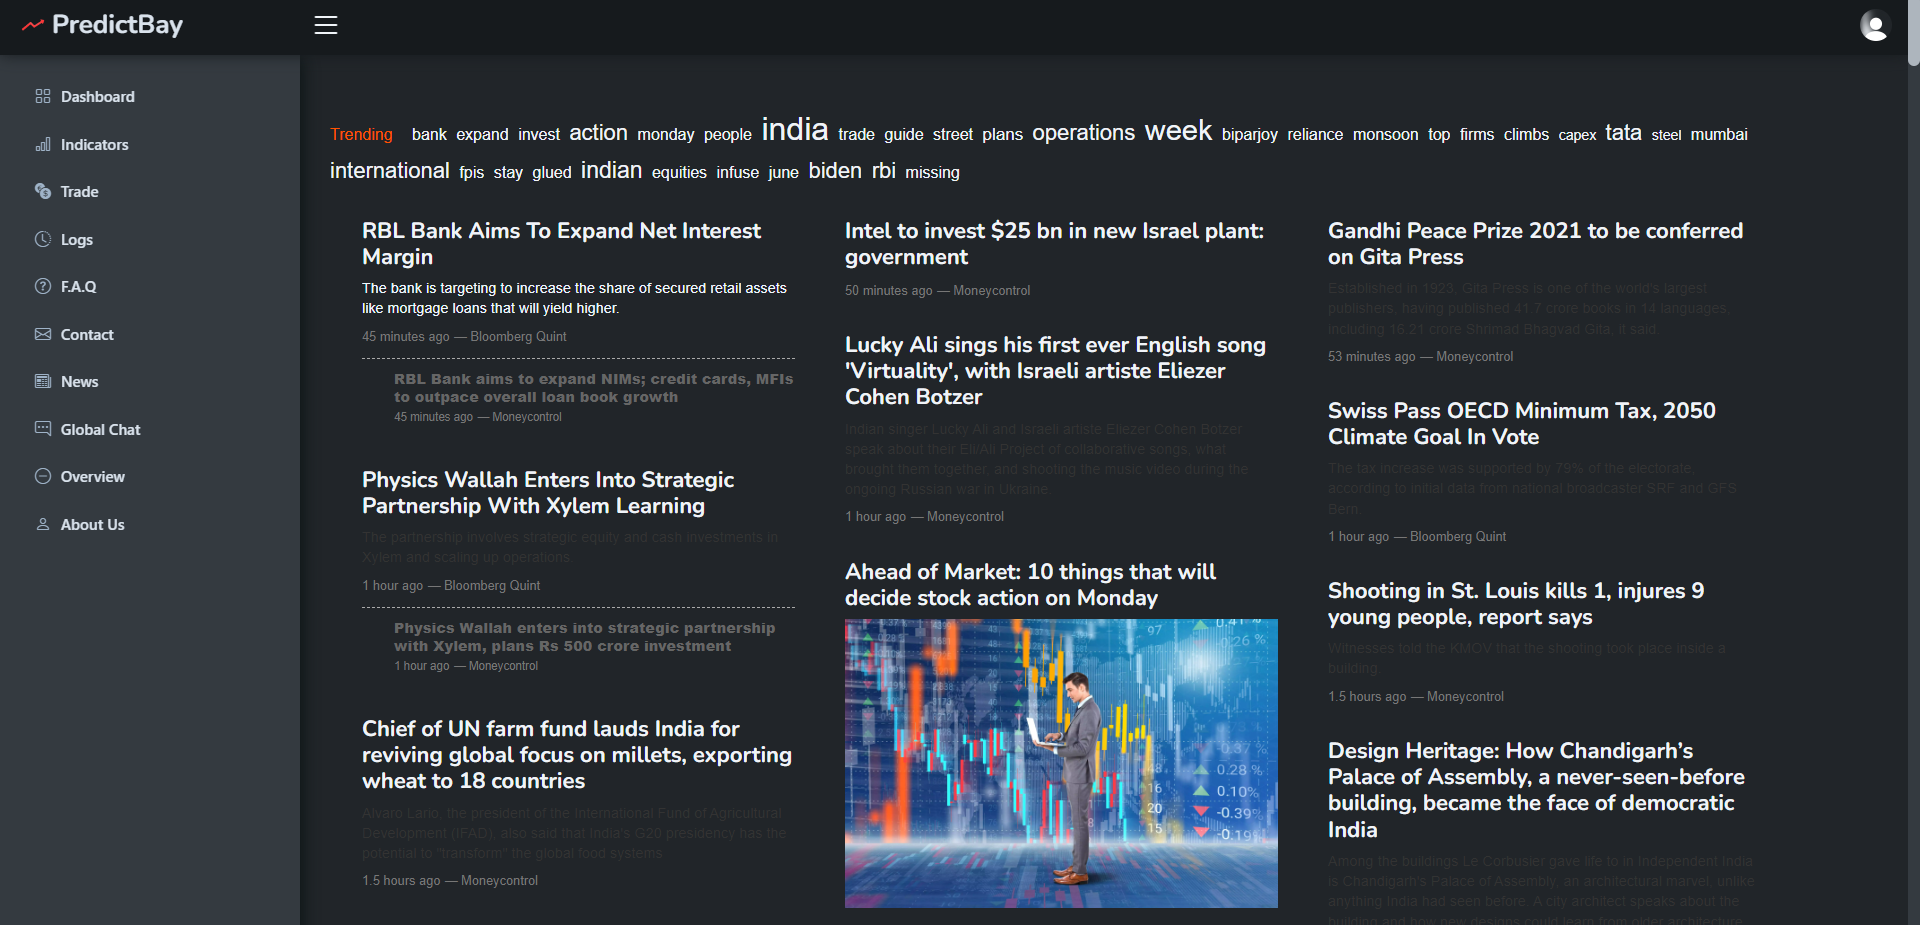 PredictBay
Dashboard
Indicators
Trade
Logs
F.A.Q
Contact
News
Global Chat
Overview
About Us
Trending bank expand invest action monday people india trade guide street plans operations week biparjoy reliance monsoon top firms climbs capex tata steel mumbai
international fpis stay glued indian equities infuse june biden rbi missing
RBL Bank Aims To Expand Net Interest
Margin
The bank is targeting to increase the share of secured retail assets
like mortgage loans that will yield higher.
45 minutes ago — Bloomberg Quint
RBL Bank aims to expand NIMs; credit cards, MFIs
to outpace overall loan book growth
45 minutes ago — Moneycontrol
Physics Wallah Enters Into Strategic
Partnership With Xylem Learning
The partnership involves strategic equity and cash investments in
Xylem and scaling up operations.
1 hour ago — Bloomberg Quint
Physics Wallah enters into strategic partnership
with Xylem, plans Rs 500 crore investment
1 hour ago — Moneycontrol
Chief of UN farm fund lauds India for
reviving global focus on millets, exporting
wheat to 18 countries
Alvaro Lario, the president of the International Fund of Agricultural
Development (IFAD), also said that India's G20 presidency has the
potential to "transform" the global food systems
1.5 hours ago — Moneycontrol
Intel to invest $25 bn in new Israel plant:
government
50 minutes ago — Moneycontrol
Lucky Ali sings his first ever English song
'Virtuality', with Israeli artiste Eliezer
Cohen Botzer
Indian singer Lucky Ali and Israeli artiste Eliezer Cohen Botzer
speak about their Eli/Ali Project of collaborative songs, what
brought them together, and shooting the music video during the
ongoing Russian war in Ukraine
1 hour ago — Moneycontrol
Ahead of Market: 10 things that will
decide stock action on Monday
97
0.41 %
0.26 %
-0.37 %
0.28 %
0.10%
-0.39%
-0.19%
48
16
20
15
Gandhi Peace Prize 2021 to be conferred
on Gita Press
Established in 1923, Gita Press is one of the world's largest
publishers, having published 41.7 crore books in 14 languages,
including 16.21 crore Shrimad Bhagvad Gita, it said.
53 minutes ago — Moneycontrol
Swiss Pass OECD Minimum Tax, 2050
Climate Goal In Vote
The tax increase was supported by 79% of the electorate,
according to initial data from national broadcaster SRF and GFS
Bern.
1 hour ago — Bloomberg Quint
Shooting in St. Louis kills 1, injures 9
young people, report says
Witnesses told the KMOV that the shooting took place inside a
building.
1.5 hours ago — Moneycontrol
Design Heritage: How Chandigarh’s
Palace of Assembly, a never-seen-before
building, became the face of democratic
India
Among the buildings Le Corbusier gave life to in Independent India
is Chandigarh's Palace of Assembly, an architectural marvel, unlike
anything India had seen before. A city architect speaks about the
building and how new designs could learn from older architecture